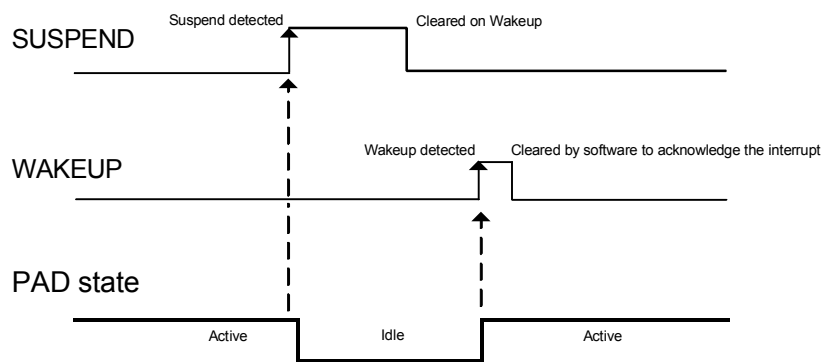 Suspend detected
Cleared on Wakeup
SUSPEND
Wakeup detected
Cleared by software to acknowledge the interrupt
WAKEUP
PAD state
Active
Idle
Active